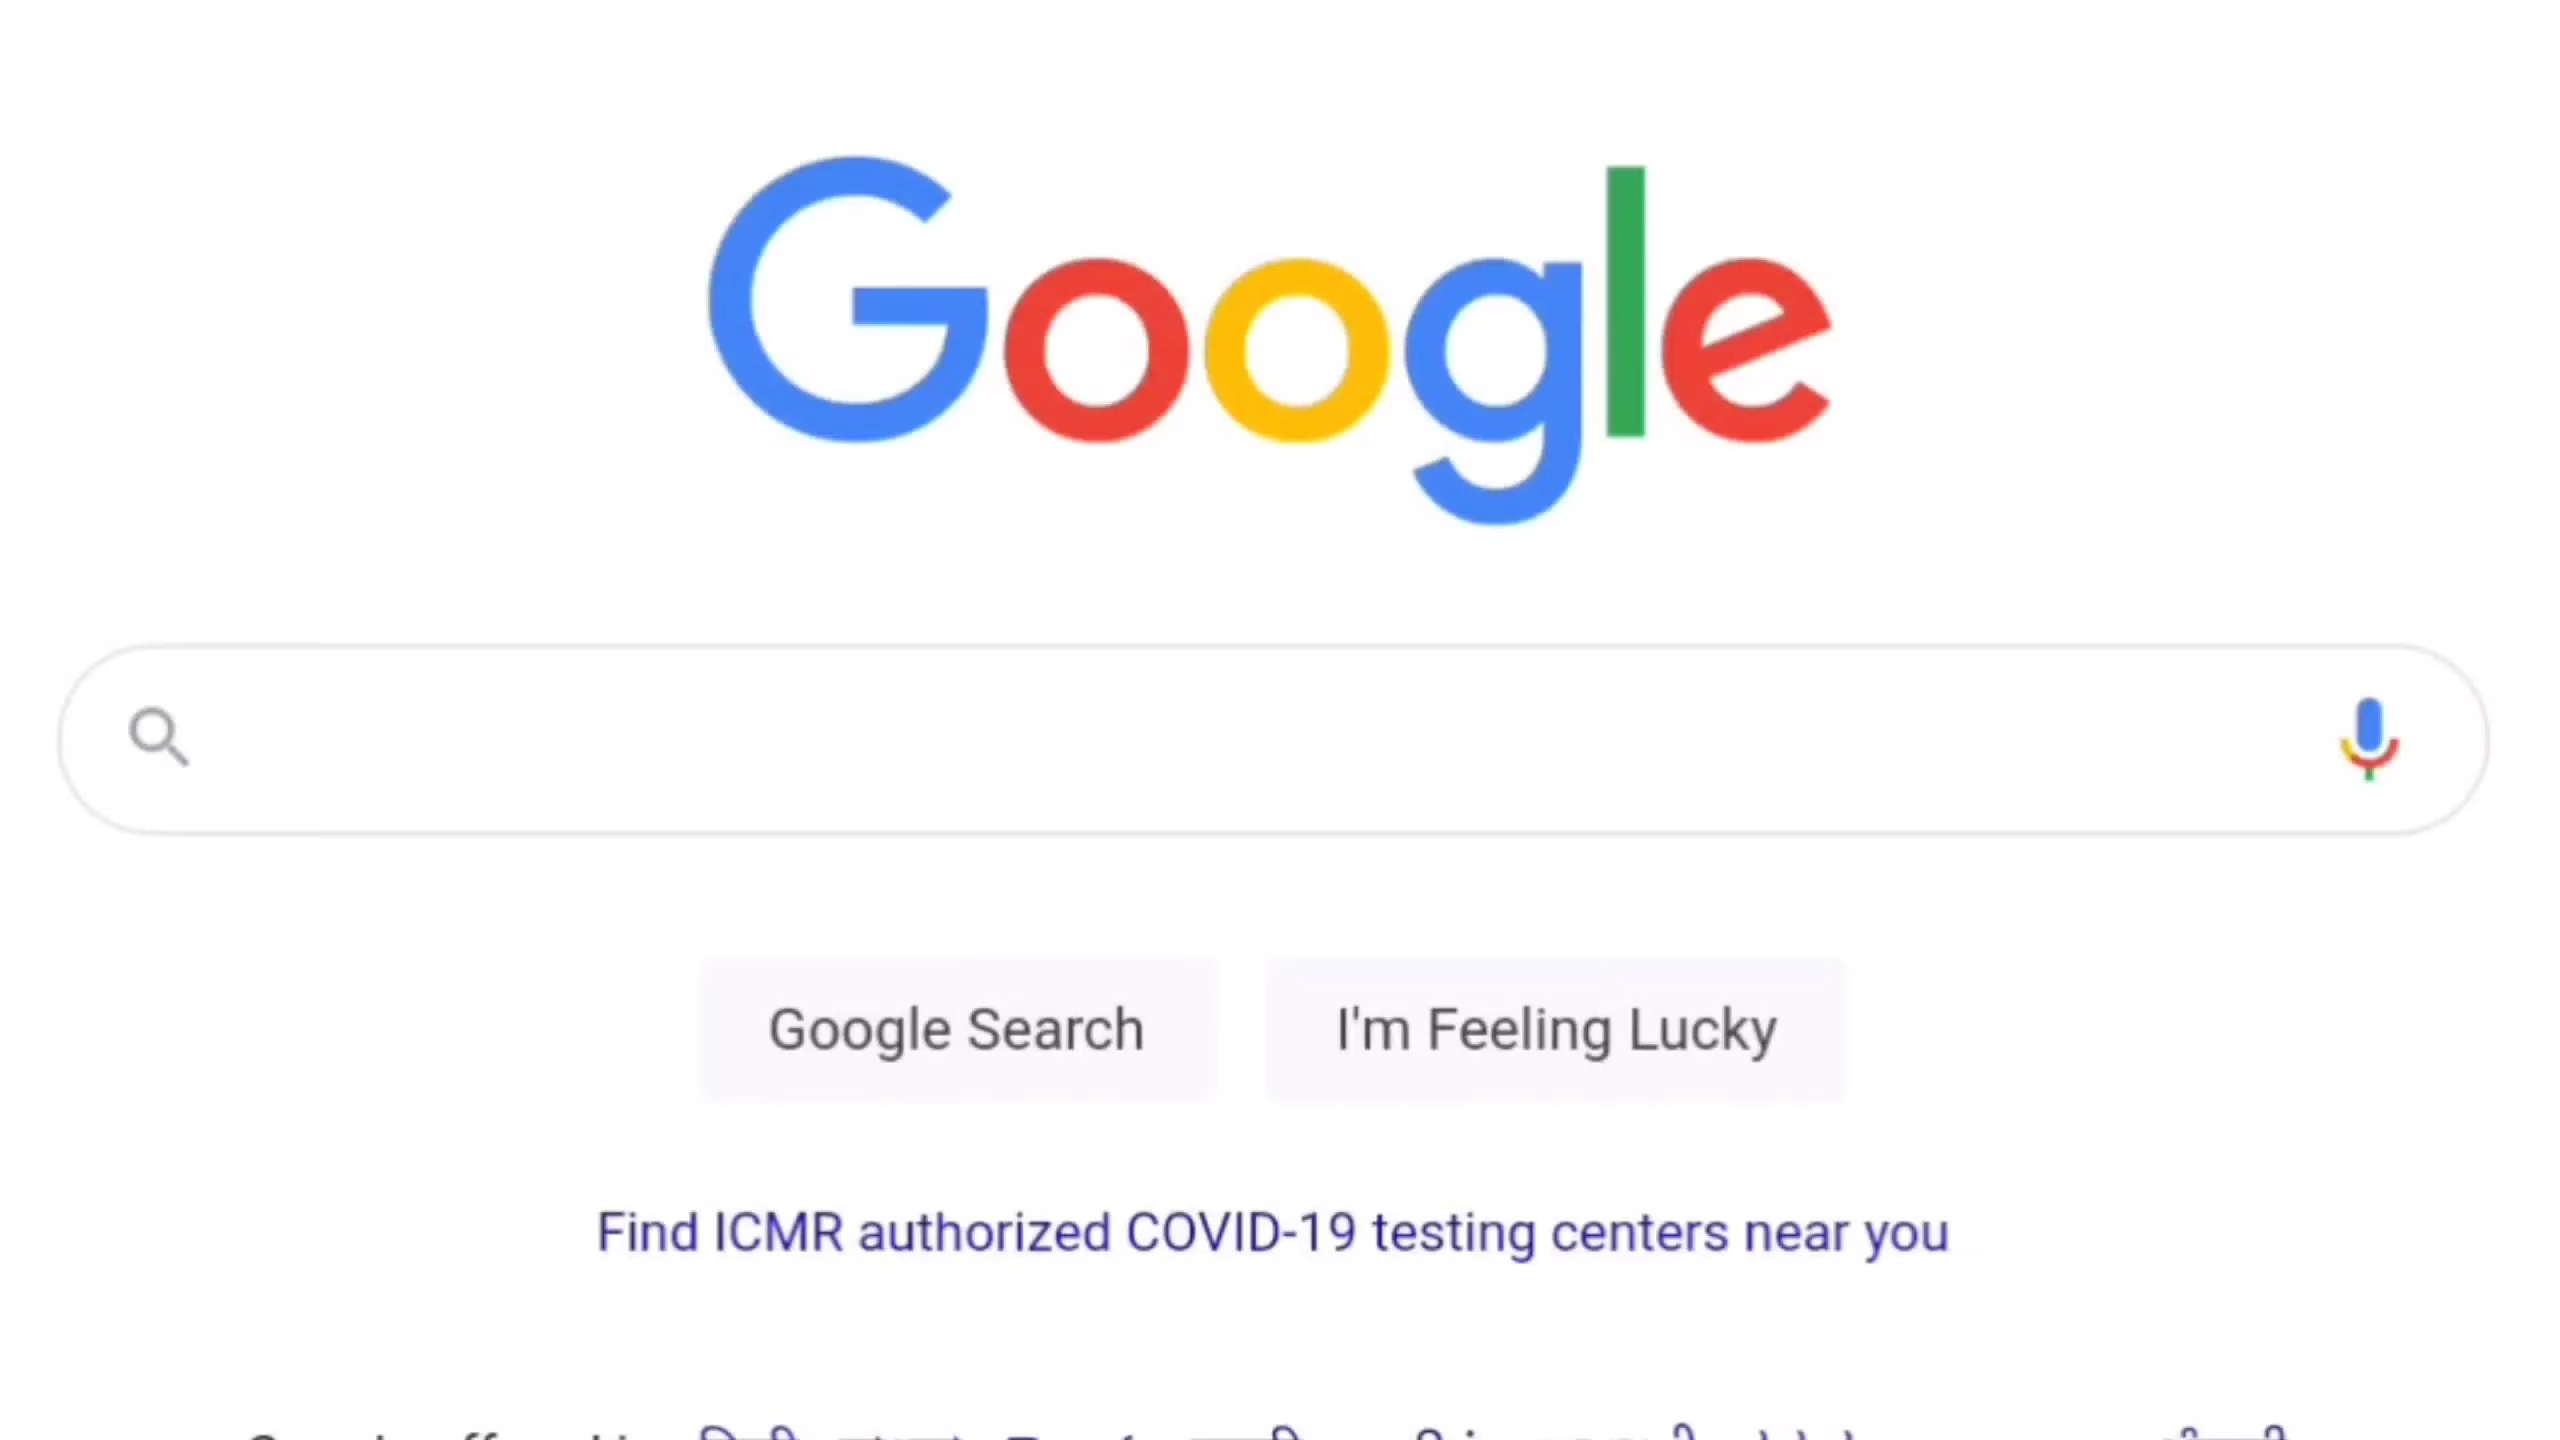 Google
Google Search I'm Feeling Lucky
Find ICMR authorized COVID-19 testing centers near you